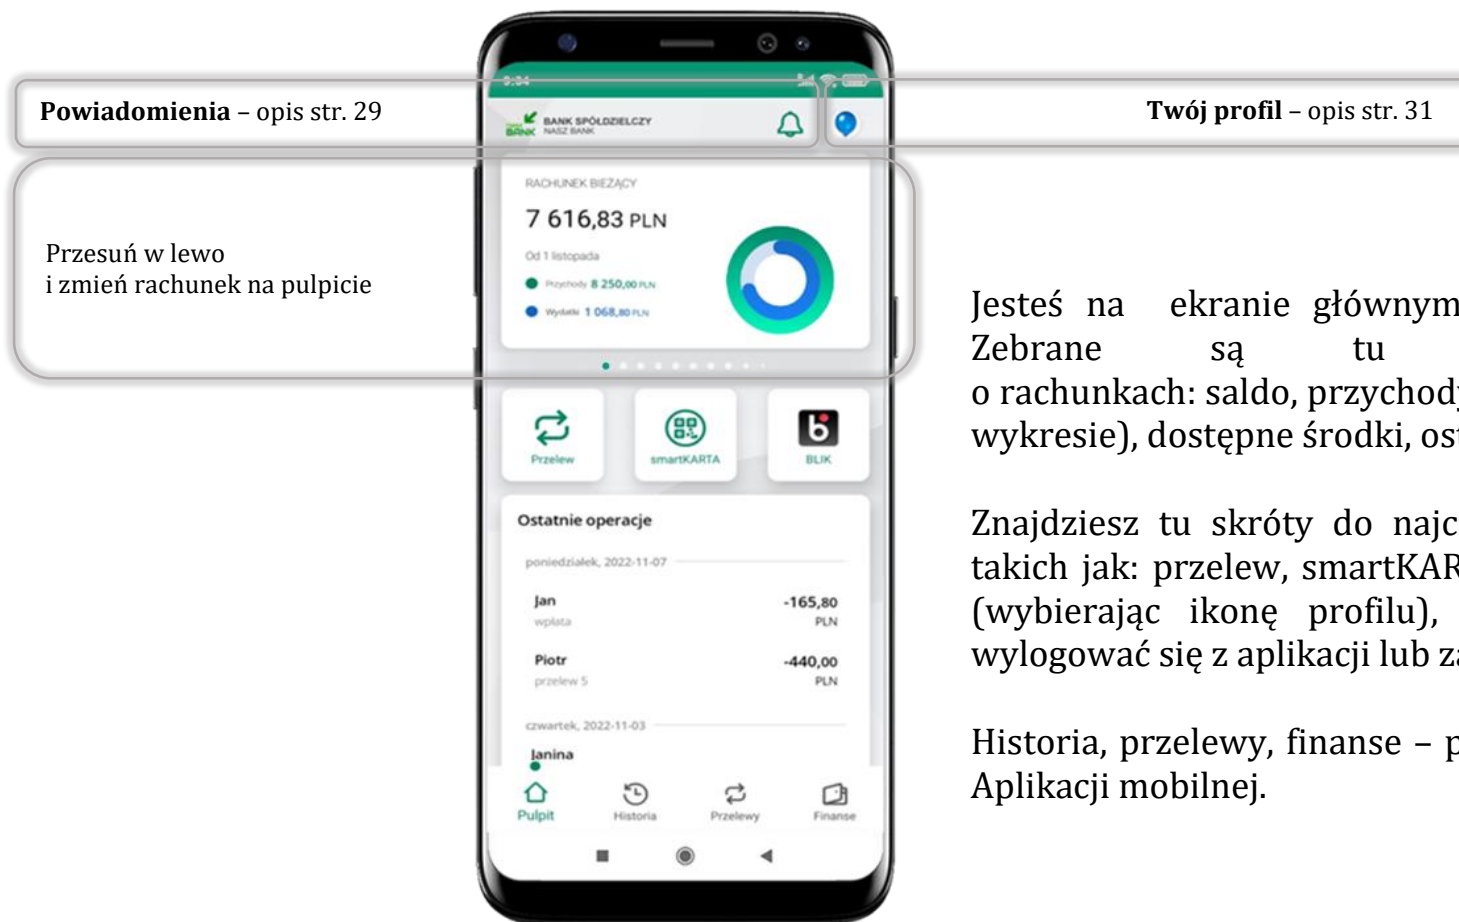 Powiadomienia – opis str. 29
Twój profil – opis str. 31
Przesuń w lewo
i zmień rachunek na pulpicie
9:34
BANK SPÓŁDZIELCZY
BANK NASZ BANK
RACHUNEK BIEŻĄCY
7 616,83 PLN
Od 1 listopada
Przychody 8 250,00 PLN
Wydatki 1 068,80 PLN
Przelew
smartKARTA
BLIK
Ostatnie operacje
poniedziałek, 2022-11-07
Jan -165,80
wpłata PLN
Piotr -440,00
przelew 5 PLN
czwartek, 2022-11-03
Janina
Pulpit Historia Przelewy Finanse
Jesteś na ekranie głównym
Zebrane są tu
o rachunkach: saldo, przychody
wykresie), dostępne środki, ost
Znajdziesz tu skróty do najc
takich jak: przelew, smartKAR
(wybierając ikonę profilu),
wylogować się z aplikacji lub za
Historia, przelewy, finanse – p
Aplikacji mobilnej.